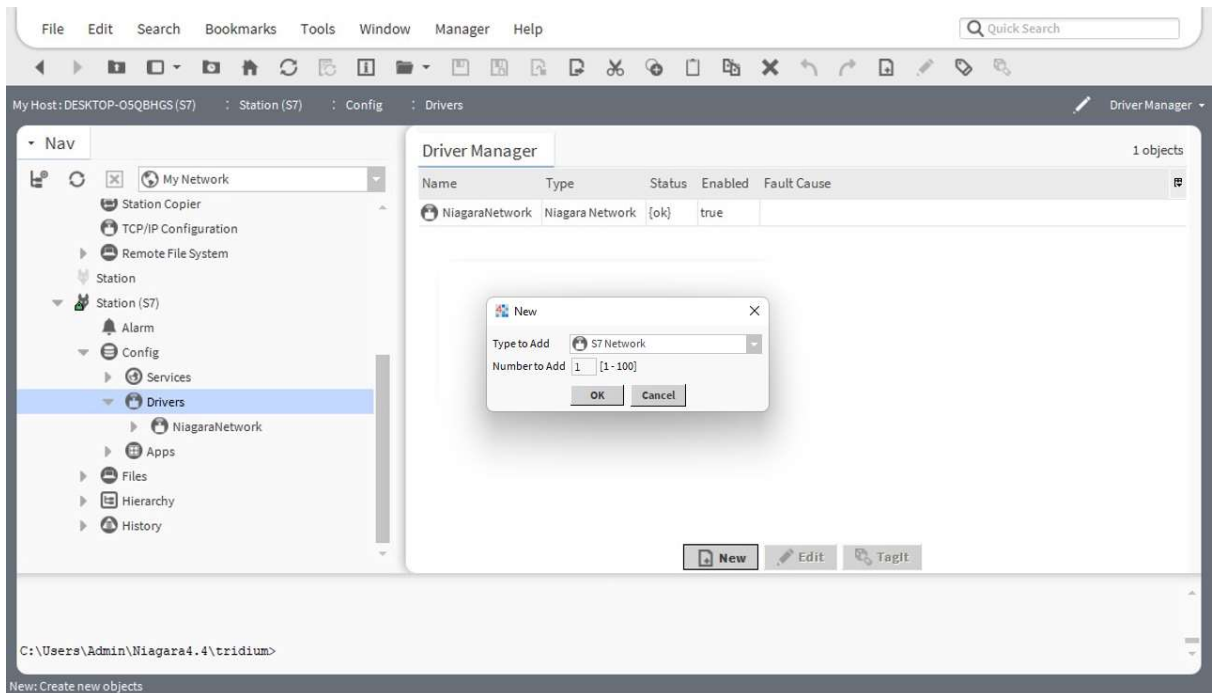 File Edit Search Bookmarks Tools Window Manager Help
Quick Search
My Host : DESKTOP-O5QBHGS (S7) : Station (S7) : Config : Drivers
Driver Manager
Nav
My Network
Station Copier
TCP/IP Configuration
Remote File System
Station
Station (S7)
Alarm
Config
Services
Drivers
NiagaraNetwork
Apps
Files
Hierarchy
History
Driver Manager
1 objects
Name Type Status Enabled Fault Cause
NiagaraNetwork Niagara Network {ok} true
New
Type to Add S7 Network
Number to Add 1 [1 - 100]
OK Cancel
New Edit TagIt
C:\Users\Admin\Niagara4.4\tridium>
New: Create new objects